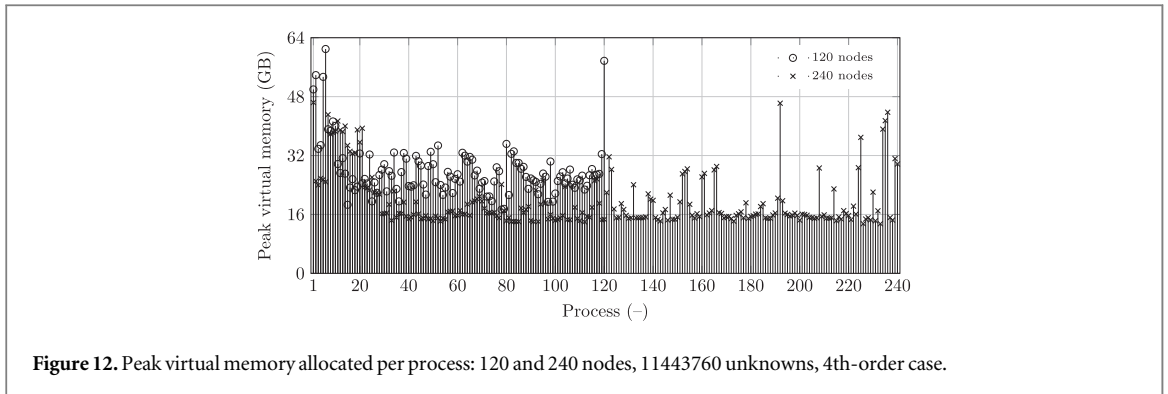 64
48
32
16
0
Peak virtual memory (GB)
120 nodes
240 nodes
1 20 40 60 80 100 120 140 160 180 200 220 240
Process (–)
Figure 12. Peak virtual memory allocated per process: 120 and 240 nodes, 11443760 unknowns, 4th-order case.